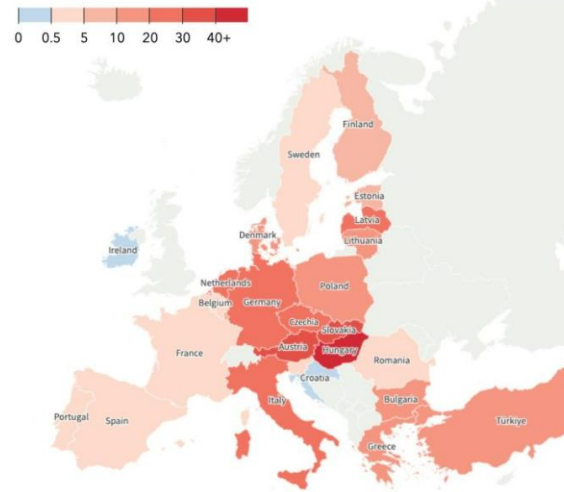 0 0.5 5 10 20 30 40+
Finland
Sweden
Estonia
Latvia
Denmark
Lithuania
Ireland
Netherlands
Poland
Belgium
Germany
Czechia
Slovakia
Austria
Hungary
France
Romania
Croatia
Italy
Bulgaria
Portugal
Spain
Türkiye
Greece